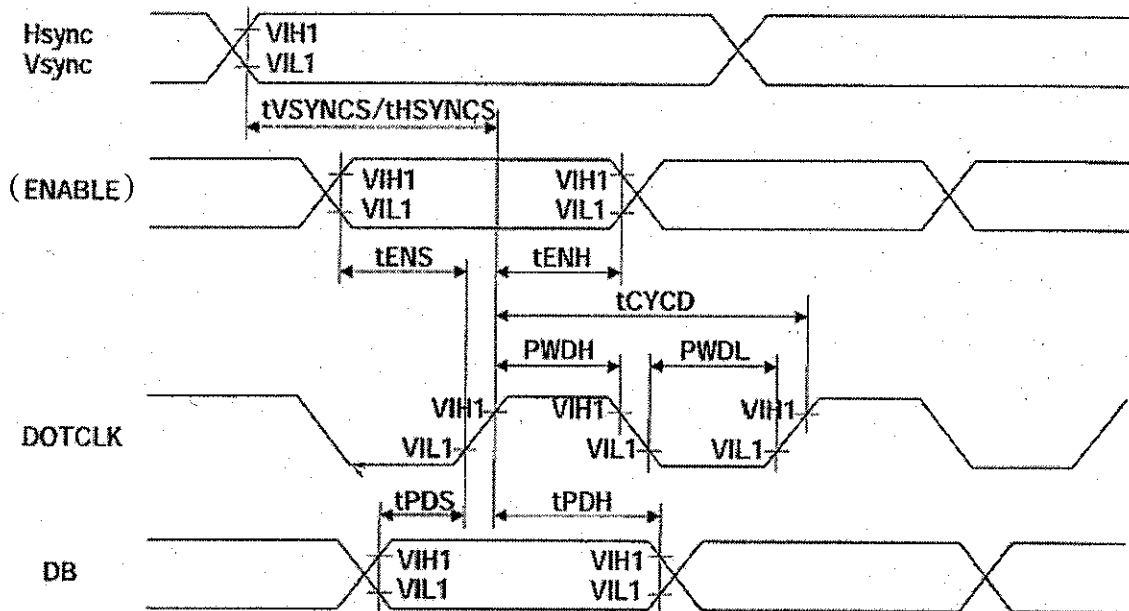 Hsync
Vsync
VIH1
VIL1
tVSYNCS/tHSYNCS
(ENABLE)
VIH1
VIL1
VIH1
VIL1
tENS
tENH
tCYCD
PWDH
PWDL
DOTCLK
VIH1
VIH1
VIH1
VIL1
VIL1
VIL1
tPDS
tPDH
DB
VIH1
VIL1
VIH1
VIL1